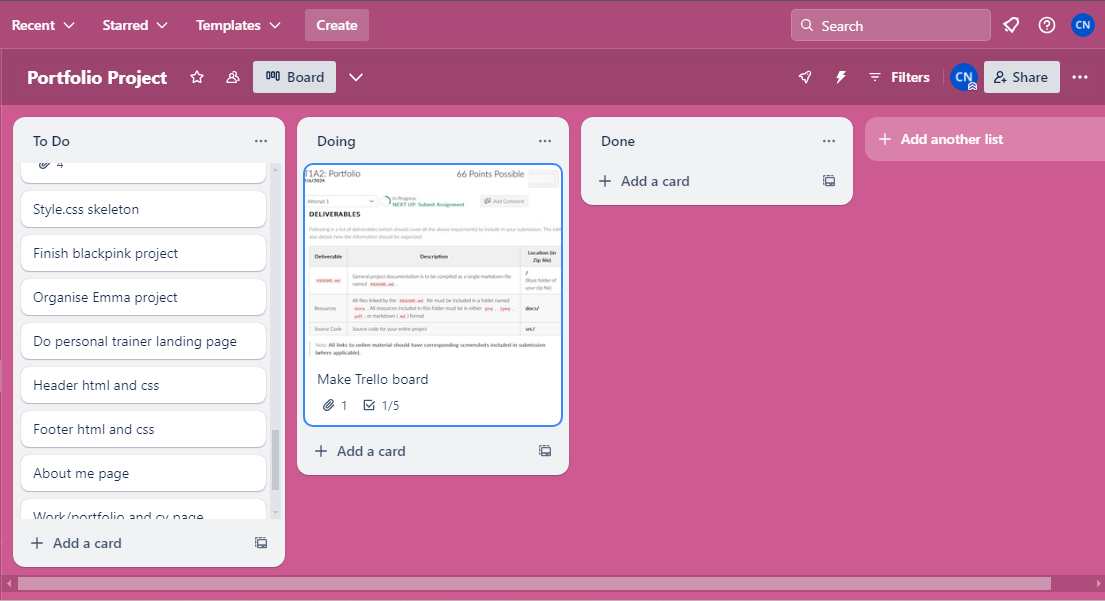 Recent Starred Templates Create Search CN
Portfolio Project Board Filters CN Share
To Do
4
Style.css skeleton
Finish blackpink project
Organise Emma project
Do personal trainer landing page
Header html and css
Footer html and css
About me page
Work/portfolio and cv page
+ Add a card
Doing
T1A2: Portfolio 66 Points Possible
Attempt 1 In Progress Add Comment
NEXT UP: Submit Assignment
DELIVERABLES
Following is a list of deliverables (which should cover all the above requirements) to include in your submission. The
also details how the information should be organized.
Deliverable Description Location (in
Zip file)
README.md General project documentation is to be compiled as a single markdown file
named README.md.
/
(Root folder of
your zip file)
Resources All files linked by the README.md file must be included in a folder named
docs. All resources included in this folder must be in either png, jpeg,
pdf, or markdown (md) format
docs/
Source Code Source code for your entire project src/
Note: All links to online material should have corresponding screenshots included in submission
(where applicable).
Make Trello board
1 1/5
+ Add a card
Done
+ Add a card
+ Add another list